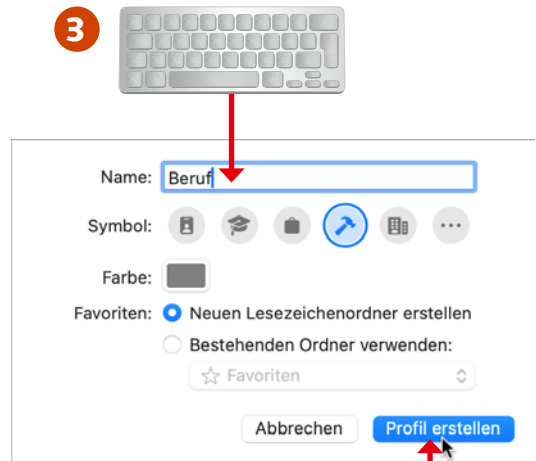 3
Name: Beruf
Symbol:
Farbe:
Favoriten: Neuen Lesezeichenordner erstellen
Bestehenden Ordner verwenden:
Favoriten
Abbrechen Profil erstellen